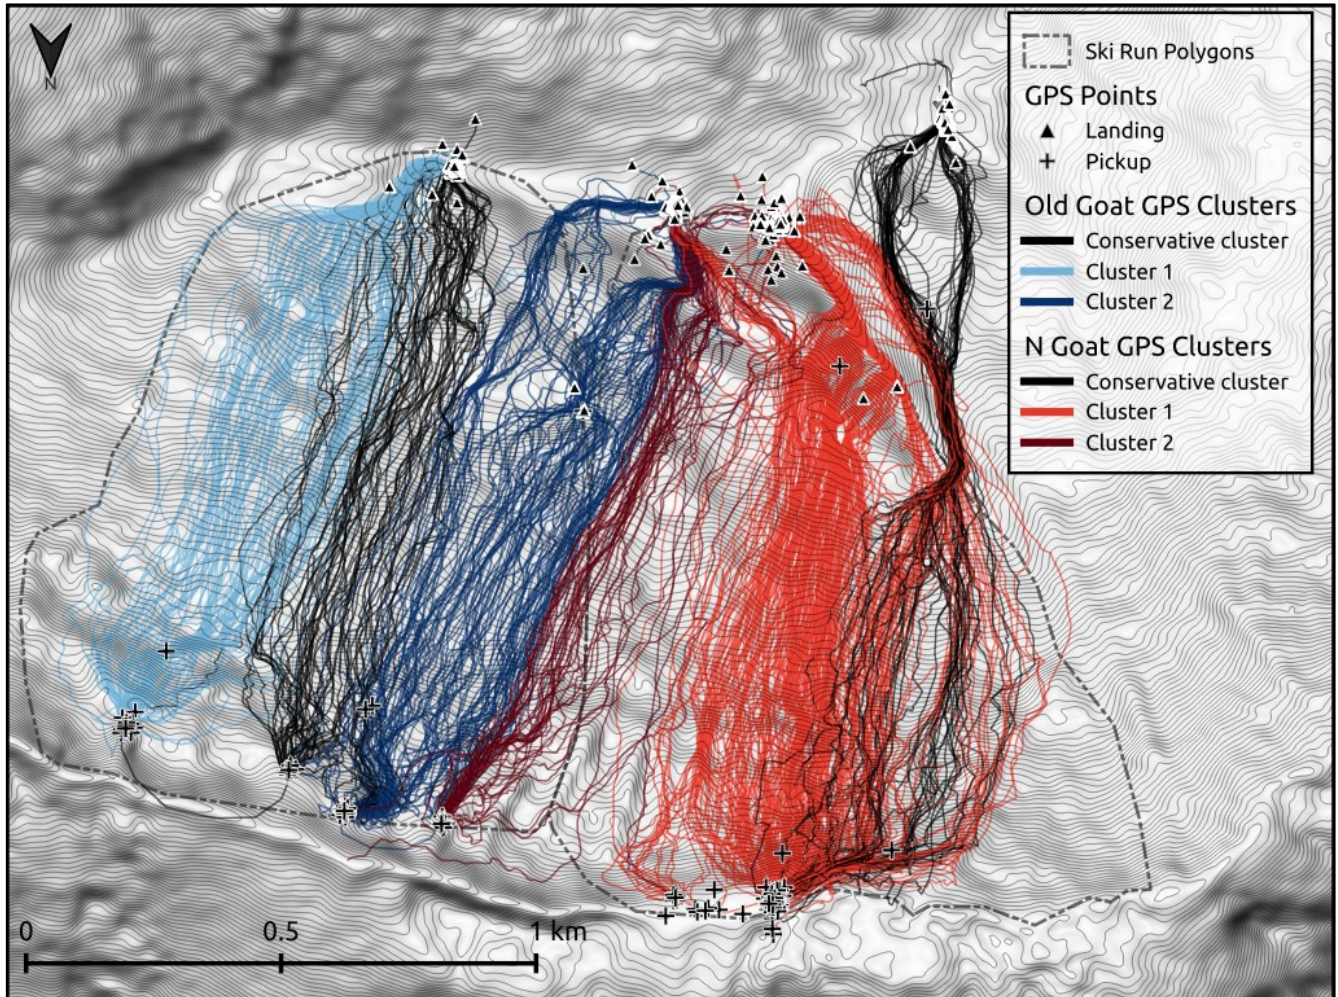 N
Ski Run Polygons
GPS Points
Landing
Pickup
Old Goat GPS Clusters
Conservative cluster
Cluster 1
Cluster 2
N Goat GPS Clusters
Conservative cluster
Cluster 1
Cluster 2
0 0.5 1 km